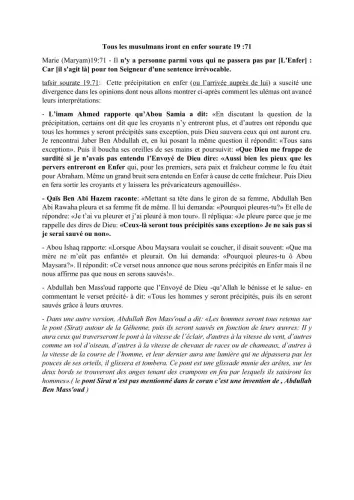 Tous les musulmans iront en enfer sourate 19 :71
Marie (Maryam)19:71 - Il n'y a personne parmi vous qui ne passera pas par [L'Enfer] :
Car [il s'agit là] pour ton Seigneur d'une sentence irrévocable.
tafsir sourate 19.71: Cette précipitation en enfer (ou l'arrivée auprès de lui) a suscité une
divergence dans les opinions dont nous allons montrer ci-après comment les ulémas ont avancé
leurs interprétations:
- L'imam Ahmed rapporte qu'Abou Samia a dit: «En discutant la question de la
précipitation, certains ont dit que les croyants n'y entreront plus, et d'autres ont répondu que
tous les hommes y seront précipités sans exception, puis Dieu sauvera ceux qui ont auront cru.
Je rencontrai Jaber Ben Abdullah et, en lui posant la même question il répondit: «Tous sans
exception». Puis il boucha ses oreilles de ses mains et poursuivit: «Que Dieu me frappe de
surdité si je n'avais pas entendu l'Envoyé de Dieu dire: «Aussi bien les pieux que les
pervers entreront en Enfer qui, pour les premiers, sera paix et fraîcheur comme le feu était
pour Abraham. Même un grand bruit sera entendu en Enfer à cause de cette fraîcheur. Puis Dieu
en fera sortir les croyants et y laissera les prévaricateurs agenouillés».
- Qaïs Ben Abi Hazem raconte: «Mettant sa tête dans le giron de sa femme, Abdullah Ben
Abi Rawaha pleura et sa femme fit de même. Il lui demanda: «Pourquoi pleures-tu?» Et elle de
répondre: «Je t'ai vu pleurer et j'ai pleuré à mon tour». Il répliqua: «Je pleure parce que je me
rappelle des dires de Dieu: «Ceux-là seront tous précipités sans exception» Je ne sais pas si
je serai sauvé ou non».
- Abou Ishaq rapporte: «Lorsque Abou Maysara voulait se coucher, il disait souvent: «Que ma
mère ne m'eût pas enfanté» et pleurait. On lui demanda: «Pourquoi pleures-tu ô Abou
Maysara?». Il répondit: «Ce verset nous annonce que nous serons précipités en Enfer mais il ne
nous affirme pas que nous en serons sauvés!».
- Abdullah ben Mass'oud rapporte que l'Envoyé de Dieu -qu'Allah le bénisse et le salue- en
commentant le verset précité- à dit: «Tous les hommes y seront précipités, puis ils en seront
sauvés grâce à leurs œuvres.
- Dans une autre version, Abdullah Ben Mass'oud a dit: «Les hommes seront tous retenus sur
le pont (Sirat) autour de la Géhenne, puis ils seront sauvés en fonction de leurs œuvres: Il y
aura ceux qui traverseront le pont à la vitesse de l'éclair, d'autres à la vitesse du vent, d'autres
comme un vol d'oiseau, d'autres à la vitesse de chevaux de races ou de chameaux, d'autres à
la vitesse de la course de l'homme, et leur dernier aura une lumière qui ne dépassera pas les
pouces de ses orteils; il glissera et tombera. Ce pont est une glissade munie des arêtes, sur les
deux bords se trouveront des anges tenant des crampons en feu par lesquels ils saisiront les
hommes».( le pont Sirat n'est pas mentionné dans le coran c'est une invention de , Abdullah
Ben Mass'oud )